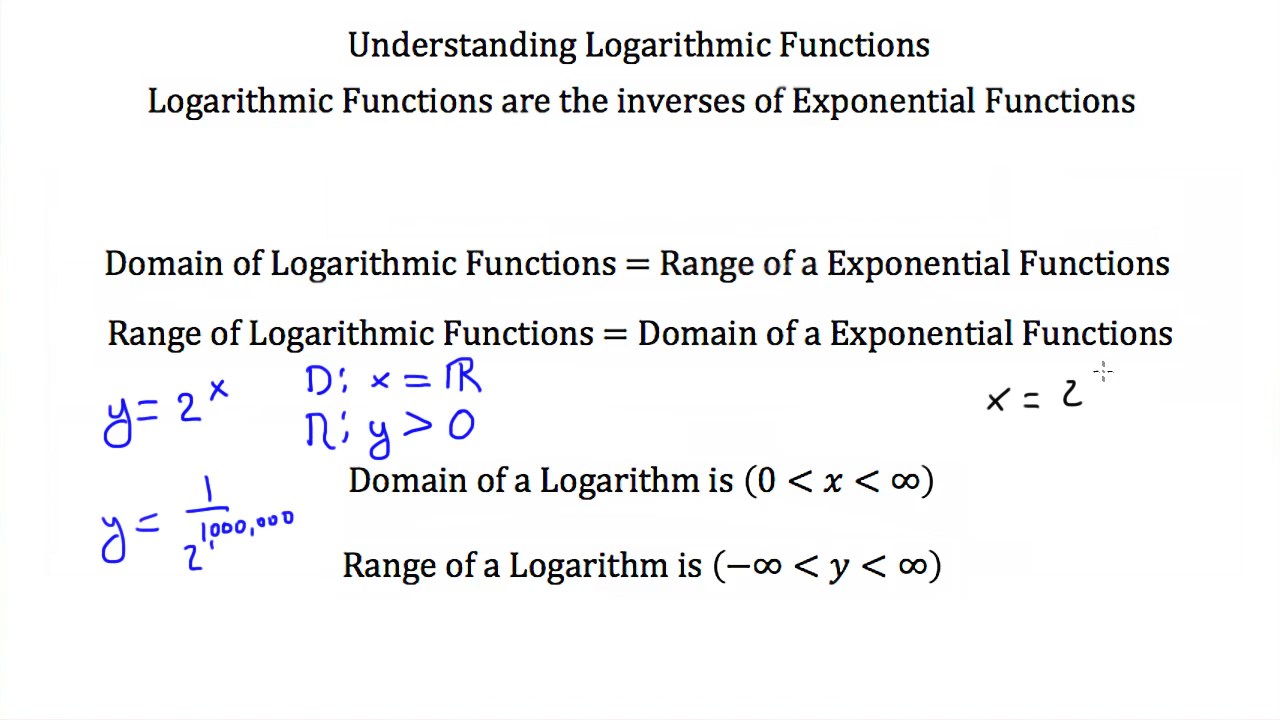 Understanding Logarithmic Functions
Logarithmic Functions are the inverses of Exponential Functions
Domain of Logarithmic Functions = Range of a Exponential Functions
Range of Logarithmic Functions = Domain of a Exponential Functions
y = 2^x
D: x = ℝ
R: y > 0
x = 2
Domain of a Logarithm is (0 < x < ∞)
y = 1/2^1,000,000
Range of a Logarithm is (−∞ < y < ∞)